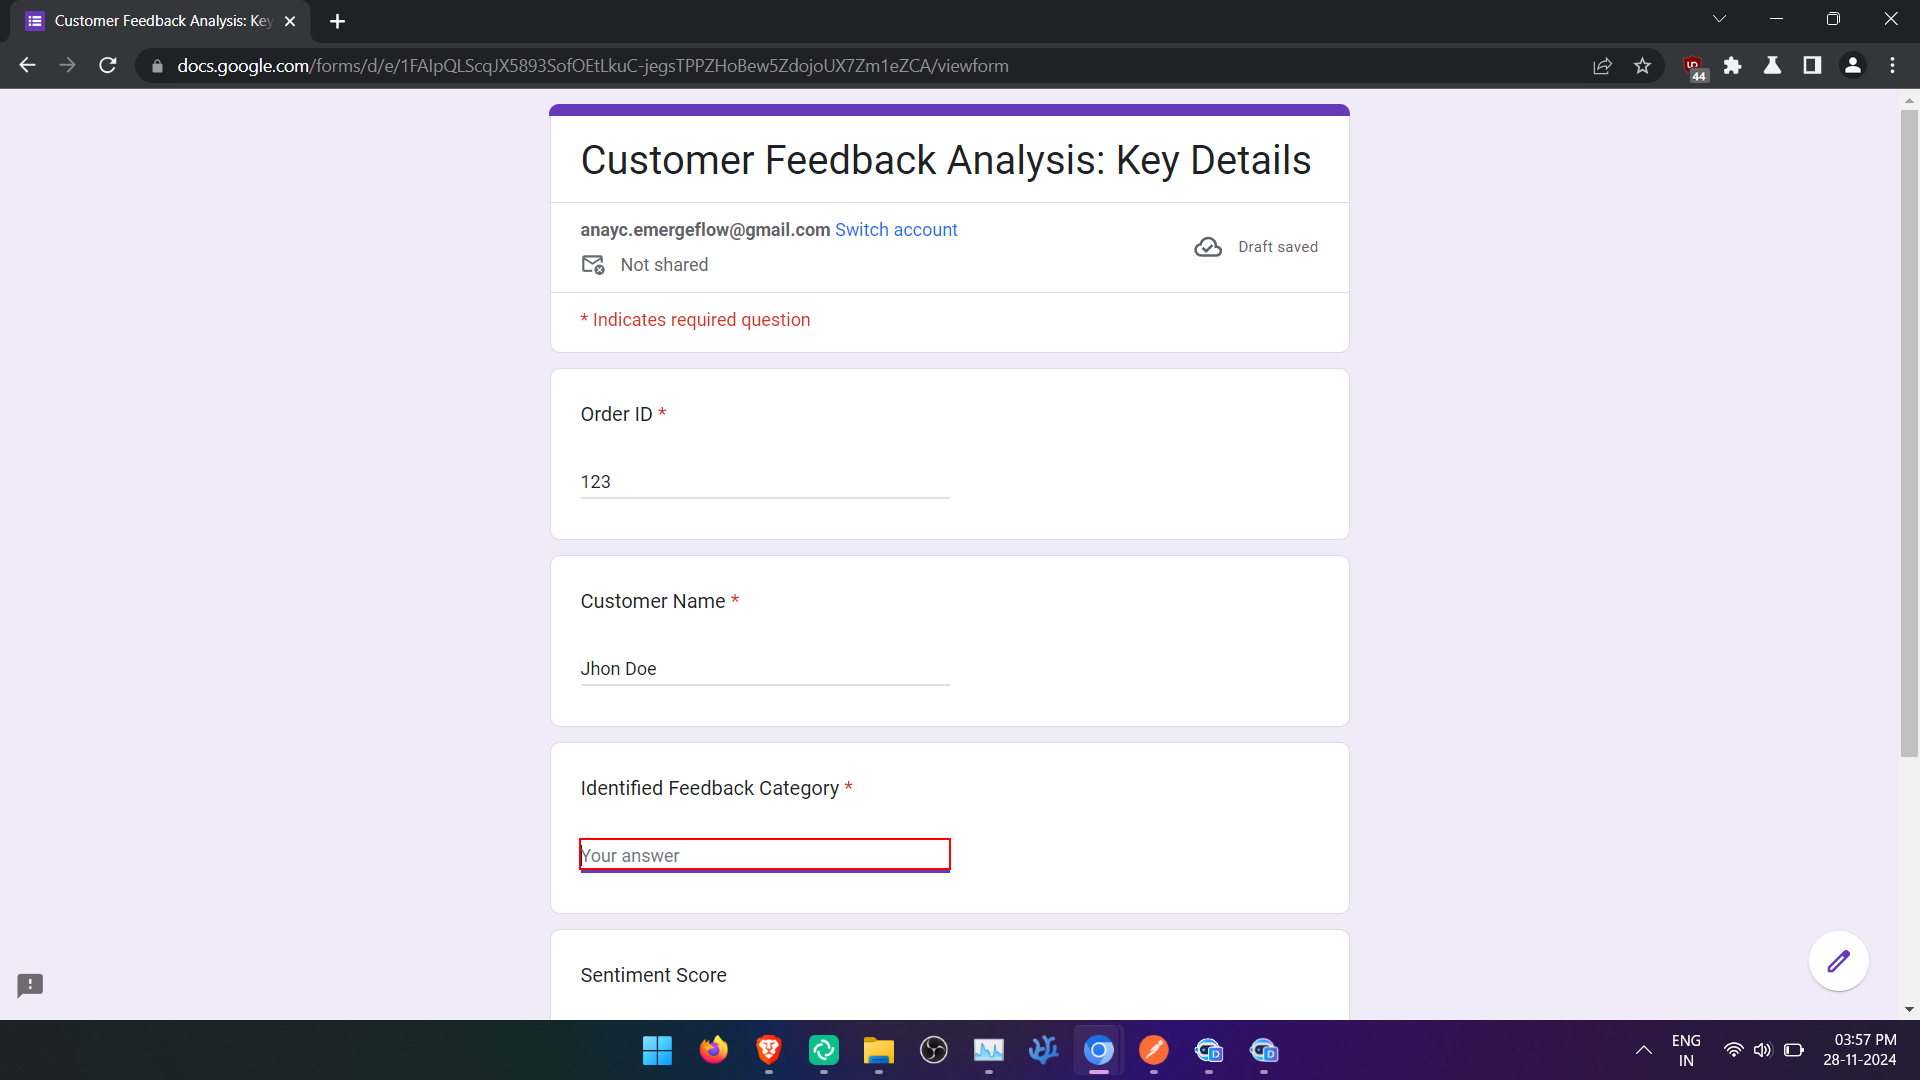 Customer Feedback Analysis: Key
docs.google.com/forms/d/e/1FAIpQLScqJX5893SofOEtLkuC-jegsTPPZHoBew5ZdojoUX7Zm1eZCA/viewform
44
Customer Feedback Analysis: Key Details
anayc.emergeflow@gmail.com Switch account
Draft saved
Not shared
* Indicates required question
Order ID *
123
Customer Name *
Jhon Doe
Identified Feedback Category *
Your answer
Sentiment Score
ENG
IN
03:57 PM
28-11-2024